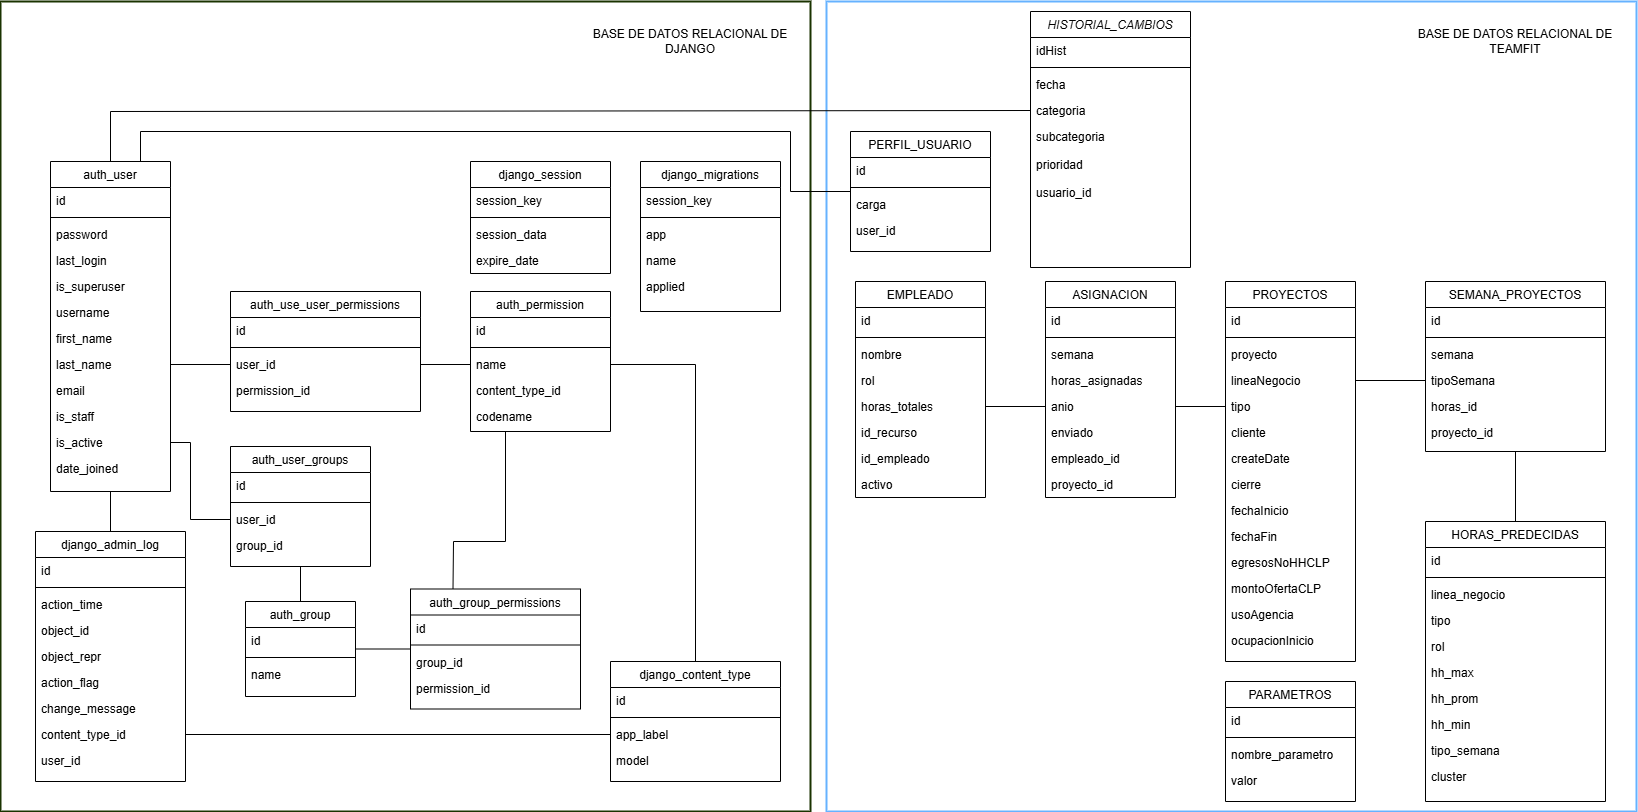 BASE DE DATOS RELACIONAL DE
DJANGO
auth_user
id
password
last_login
is_superuser
username
first_name
last_name
email
is_staff
is_active
date_joined
django_session
session_key
session_data
expire_date
django_migrations
session_key
app
name
applied
auth_use_user_permissions
id
user_id
permission_id
auth_permission
id
name
content_type_id
codename
auth_user_groups
id
user_id
group_id
django_admin_log
id
action_time
object_id
object_repr
action_flag
change_message
content_type_id
user_id
auth_group
id
name
auth_group_permissions
id
group_id
permission_id
django_content_type
id
app_label
model
BASE DE DATOS RELACIONAL DE
TEAMFIT
HISTORIAL_CAMBIOS
idHist
fecha
categoria
subcategoria
prioridad
usuario_id
PERFIL_USUARIO
id
carga
user_id
EMPLEADO
id
nombre
rol
horas_totales
id_recurso
id_empleado
activo
ASIGNACION
id
semana
horas_asignadas
anio
enviado
empleado_id
proyecto_id
PROYECTOS
id
proyecto
lineaNegocio
tipo
cliente
createDate
cierre
fechaInicio
fechaFin
egresosNoHHCLP
montoOfertaCLP
usoAgencia
ocupacionInicio
SEMANA_PROYECTOS
id
semana
tipoSemana
horas_id
proyecto_id
HORAS_PREDECIDAS
id
linea_negocio
tipo
rol
hh_max
hh_prom
hh_min
tipo_semana
cluster
PARAMETROS
id
nombre_parametro
valor